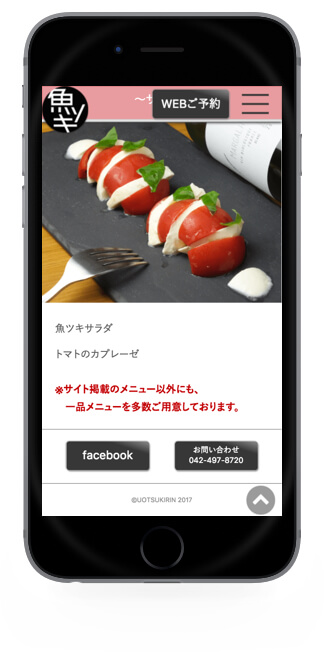 魚ツキ
WEBご予約
魚ツキサラダ
トマトのカプレーゼ
※サイト掲載のメニュー以外にも、
一品メニューを多数ご用意しております。
facebook
お問い合わせ
042-497-8720
©UOTSUKIRIN 2017